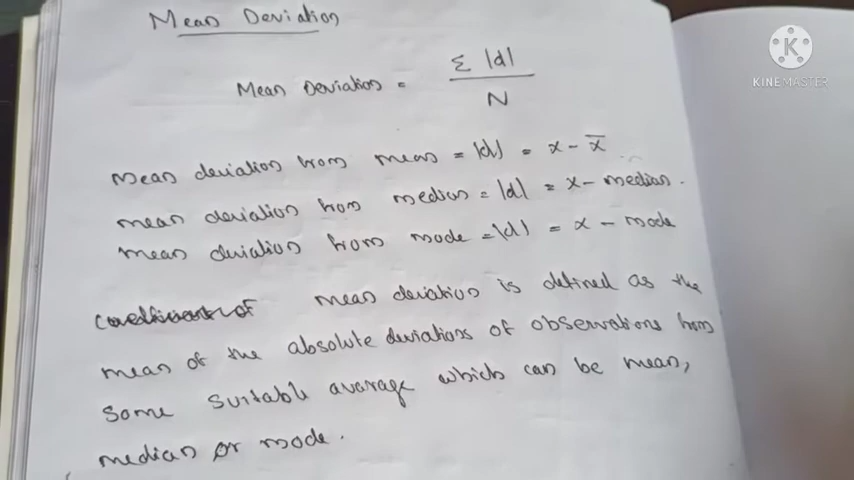 Mean Deviation
Mean Deviation = Σ |d| / N
Mean deviation from mean = |d| = x - x̅
mean deviation from median = |d| = x - median.
mean deviation from mode = |d| = x - mode
mean deviation is defined as the
mean of the absolute deviations of observations from
some suitable avarage which can be mean,
median or mode.
K
KINEMASTER